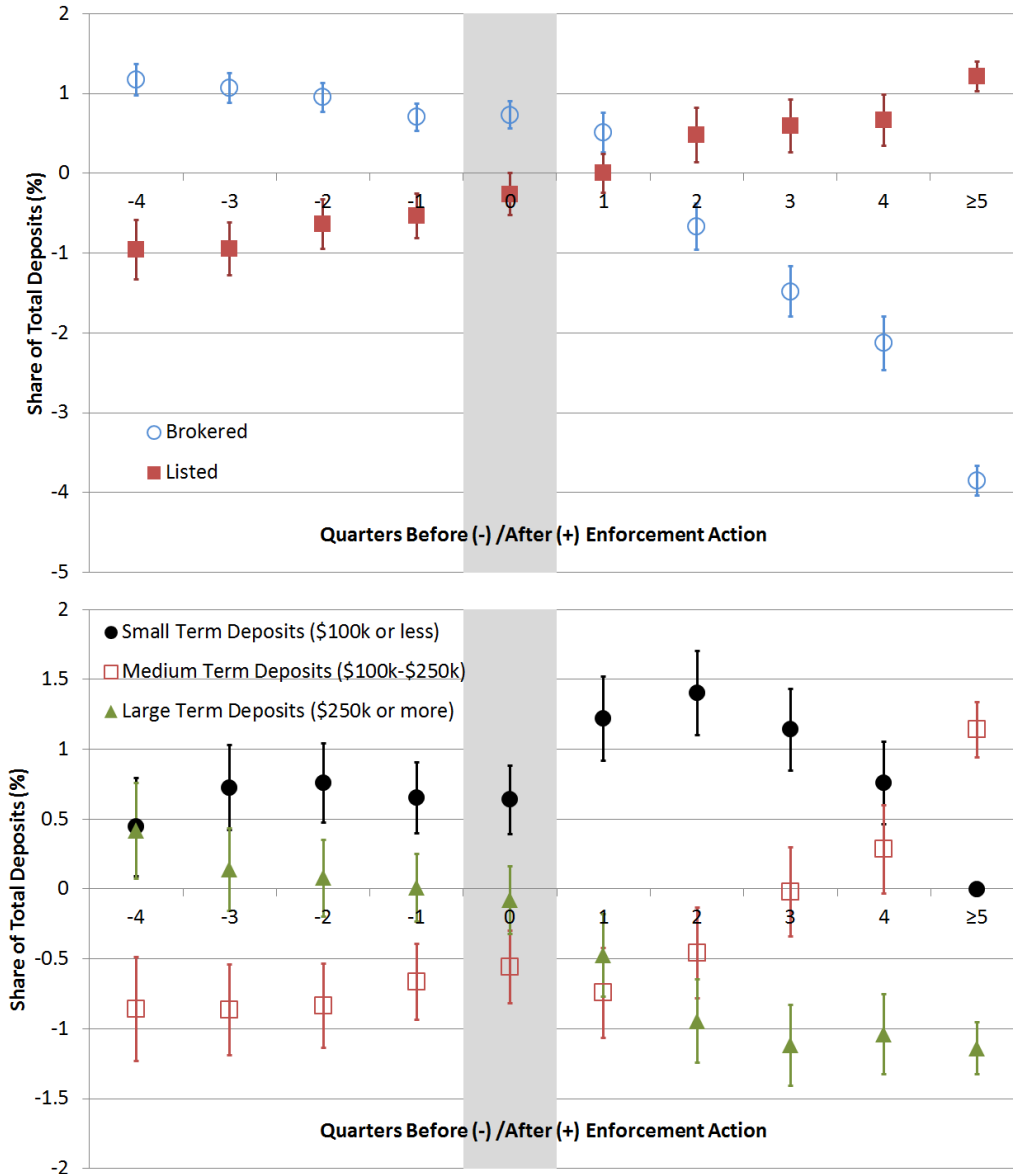 2
1
0
-1
-2
-3
-4
-5
Share of Total Deposits (%)
-4 -3 -2 -1 0 1 2 3 4 ≥5
Brokered
Listed
Quarters Before (-) /After (+) Enforcement Action
2
1.5
1
0.5
0
-0.5
-1
-1.5
-2
Share of Total Deposits (%)
Small Term Deposits ($100k or less)
Medium Term Deposits ($100k-$250k)
Large Term Deposits ($250k or more)
-4 -3 -2 -1 0 1 2 3 4 ≥5
Quarters Before (-) /After (+) Enforcement Action